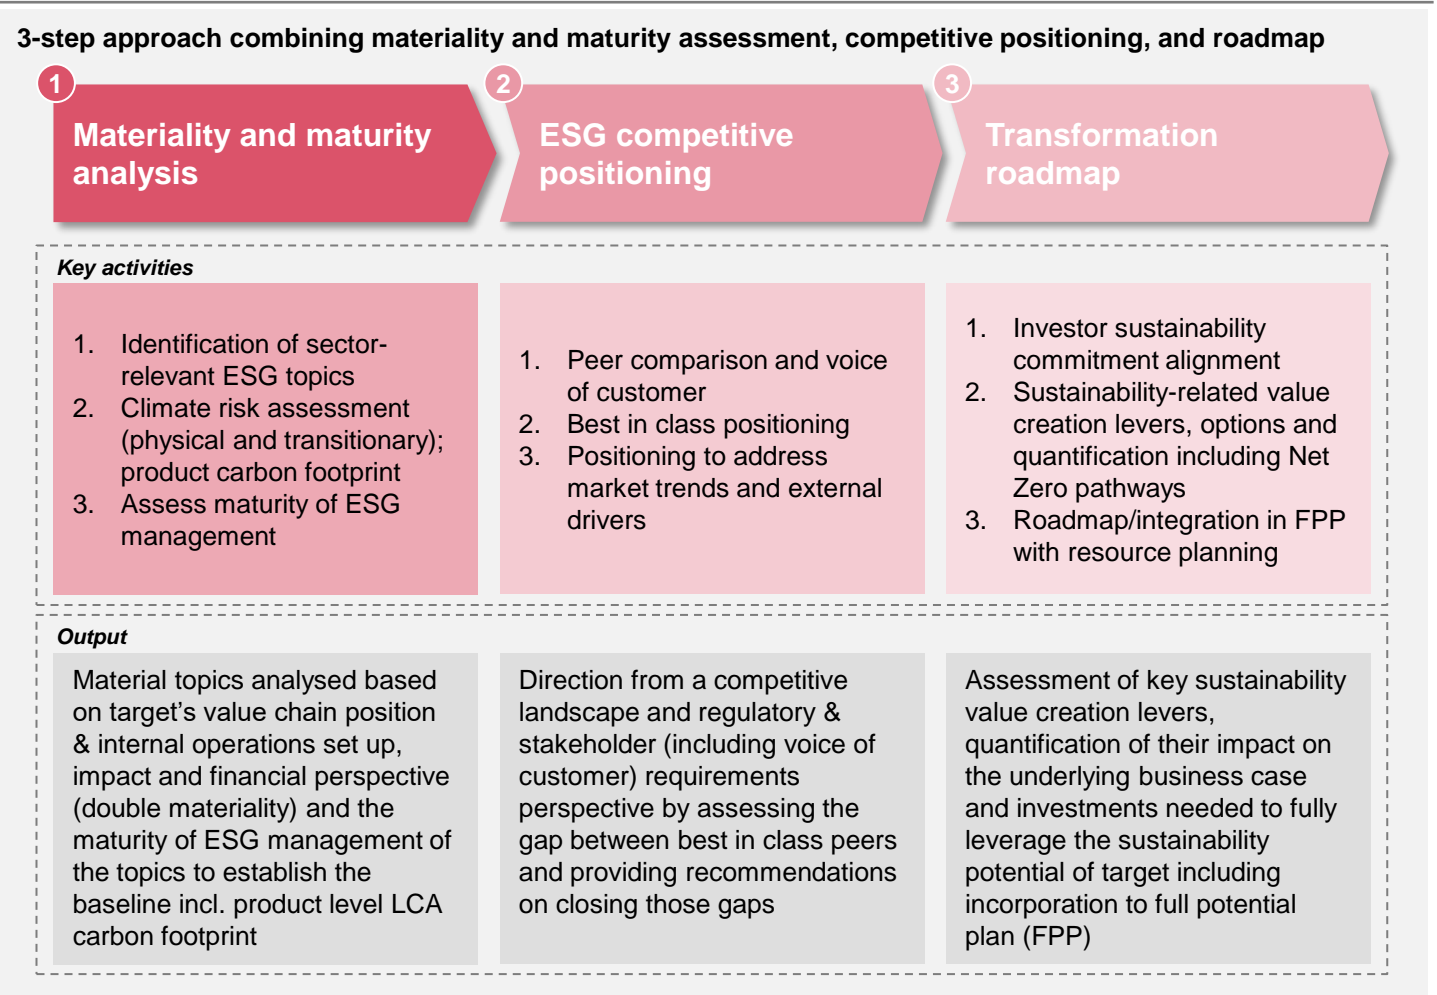 3-step approach combining materiality and maturity assessment, competitive positioning, and roadmap
1
Materiality and maturity
analysis
2
ESG competitive
positioning
3
Transformation
roadmap
Key activities
1. Identification of sector-
relevant ESG topics
2. Climate risk assessment
(physical and transitionary);
product carbon footprint
3. Assess maturity of ESG
management
1. Peer comparison and voice
of customer
2. Best in class positioning
3. Positioning to address
market trends and external
drivers
1. Investor sustainability
commitment alignment
2. Sustainability-related value
creation levers, options and
quantification including Net
Zero pathways
3. Roadmap/integration in FPP
with resource planning
Output
Material topics analysed based
on target’s value chain position
& internal operations set up,
impact and financial perspective
(double materiality) and the
maturity of ESG management of
the topics to establish the
baseline incl. product level LCA
carbon footprint
Direction from a competitive
landscape and regulatory &
stakeholder (including voice of
customer) requirements
perspective by assessing the
gap between best in class peers
and providing recommendations
on closing those gaps
Assessment of key sustainability
value creation levers,
quantification of their impact on
the underlying business case
and investments needed to fully
leverage the sustainability
potential of target including
incorporation to full potential
plan (FPP)